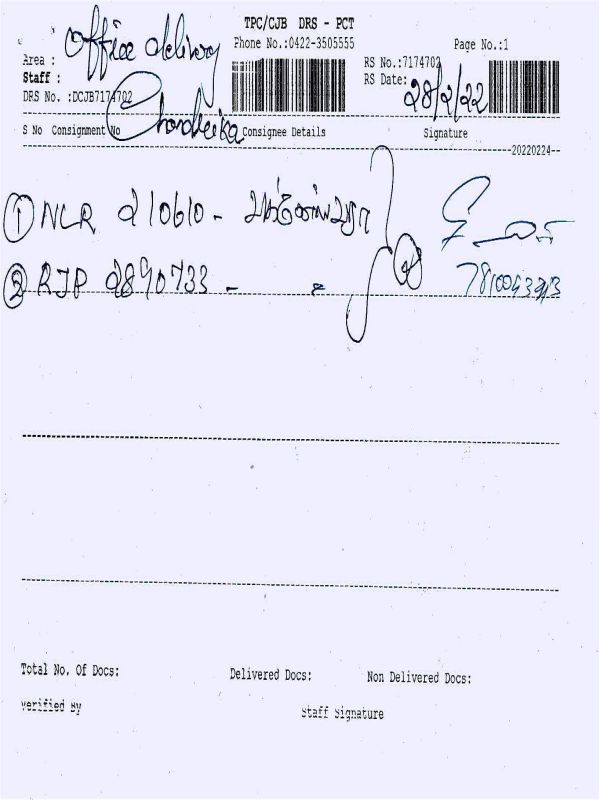 TPC/CJB DRS - PCT
Office delivery
Area :
Phone No.:0422-3505555
Page No.:1
Staff :
RS No.:7174702
RS Date:
28/2/22
DRS No. :DCJB7174702
Chandrika
S No Consignment No
Consignee Details
Signature
20220224
① NCR 210610 -
② RJP 2890733 - "
②
Total No. Of Docs:
Delivered Docs:
Non Delivered Docs:
Verified By
Staff Signature